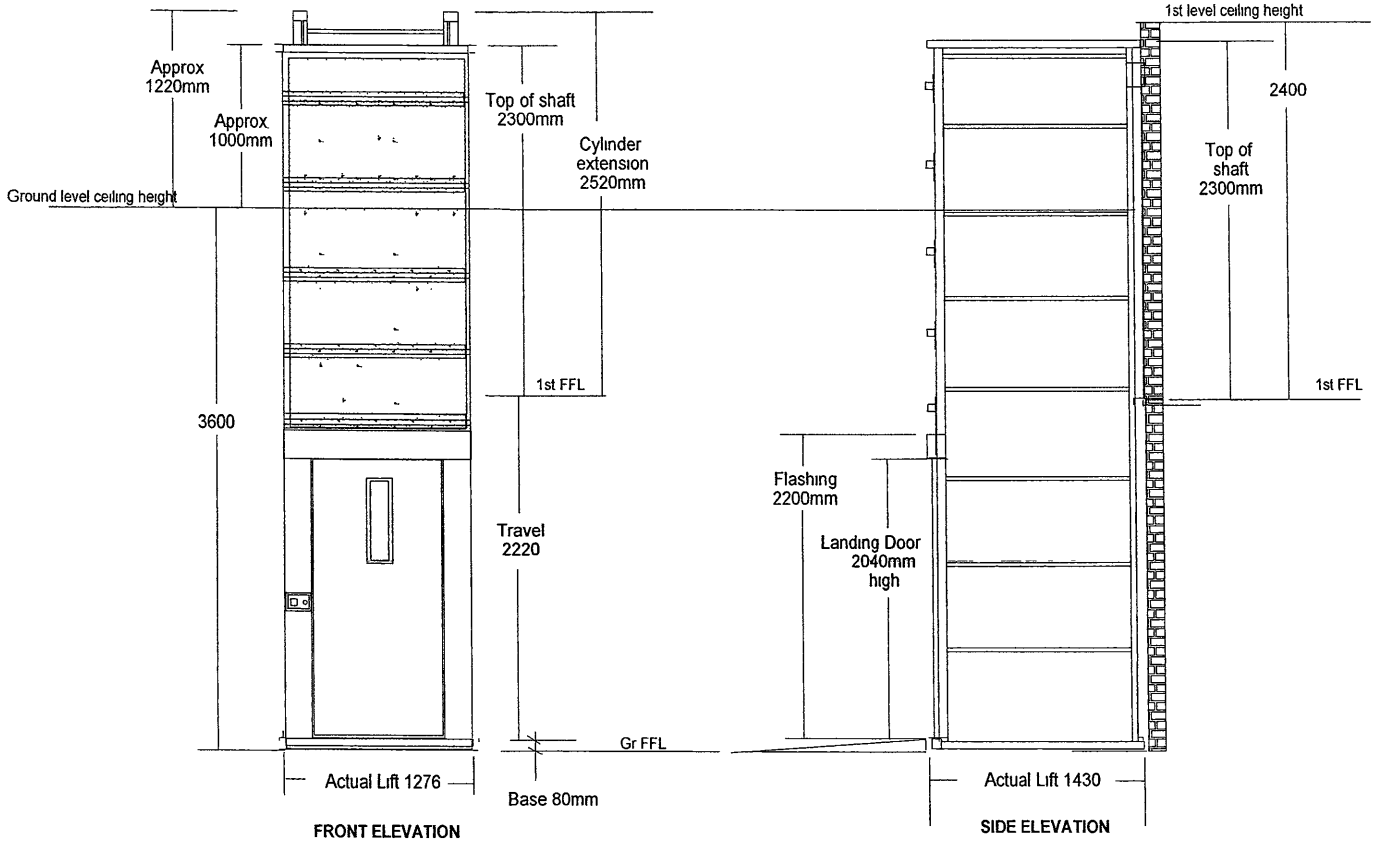 1st level ceiling height
Approx
1220mm
Approx
1000mm
Top of shaft
2300mm
Cylinder
extension
2520mm
2400
Top of
shaft
2300mm
Ground level ceiling height
1st FFL
1st FFL
3600
Flashing
2200mm
Travel
2220
Landing Door
2040mm
high
Gr FFL
Actual Lift 1276
Base 80mm
Actual Lift 1430
FRONT ELEVATION
SIDE ELEVATION